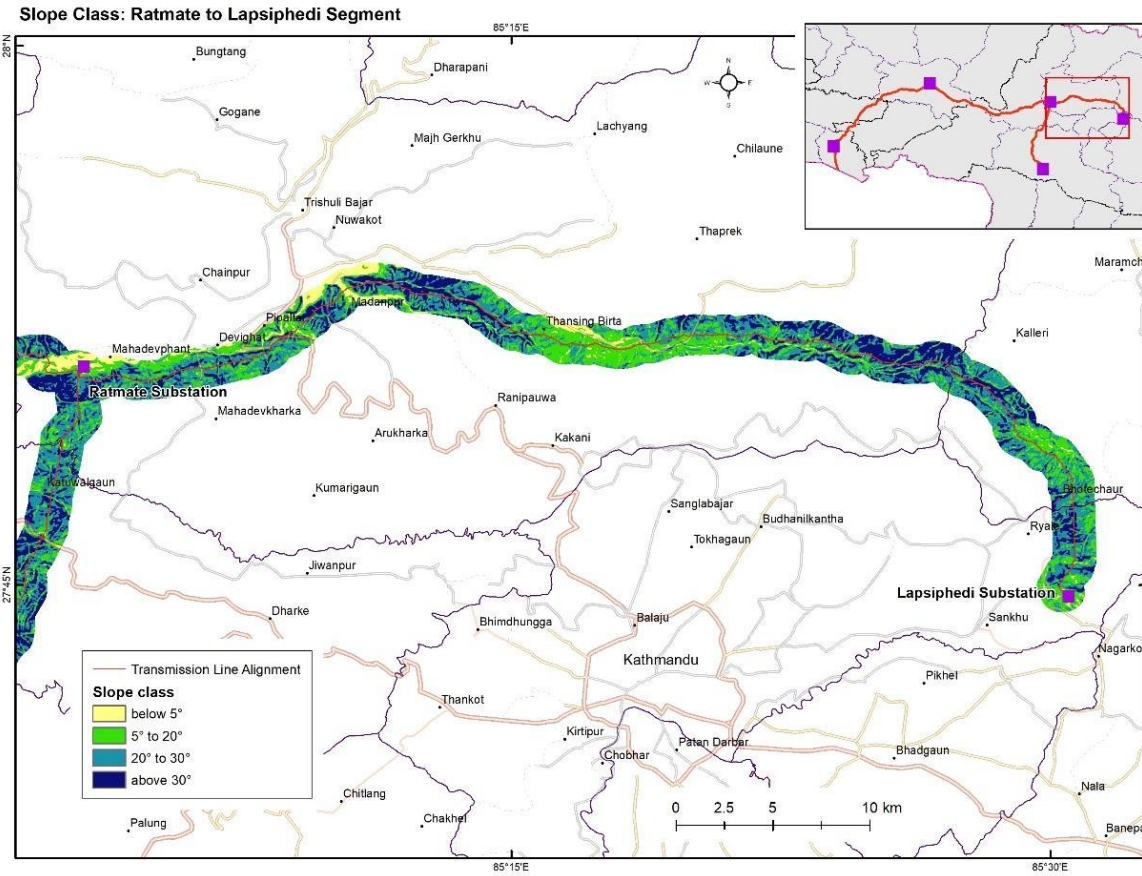 Slope Class: Ratmate to Lapsiphedi Segment
85°15'E
28°N
Bungtang
Dharapani
N
W E
S
Gogane
Lachyang
Majh Gerkhu
Chilaune
Trishuli Bajar
Nuwakot
Thaprek
Maramch
Chainpur
Madanpur
Pipaltar
Thansing Birta
Devighat
Kalleri
Mahadevphant
Ratmate Substation
Ranipauwa
Mahadevkharka
Arukharka
Kakani
Katuwalgaun
Kumarigaun
Bhotechaur
Sanglabajar
Budhanilkantha
Ryale
Tokhagaun
Jiwanpur
27°45'N
Lapsiphedi Substation
Dharke
Bhimdhungga
Balaju
Sankhu
Kathmandu
Nagarko
Transmission Line Alignment
Slope class
below 5°
5° to 20°
20° to 30°
above 30°
Pikhel
Thankot
Kirtipur
Patan Darbar
Chobhar
Bhadgaun
Chitlang
Nala
0 2.5 5 10 km
Palung
Chakhel
Banepa
85°15'E
85°30'E